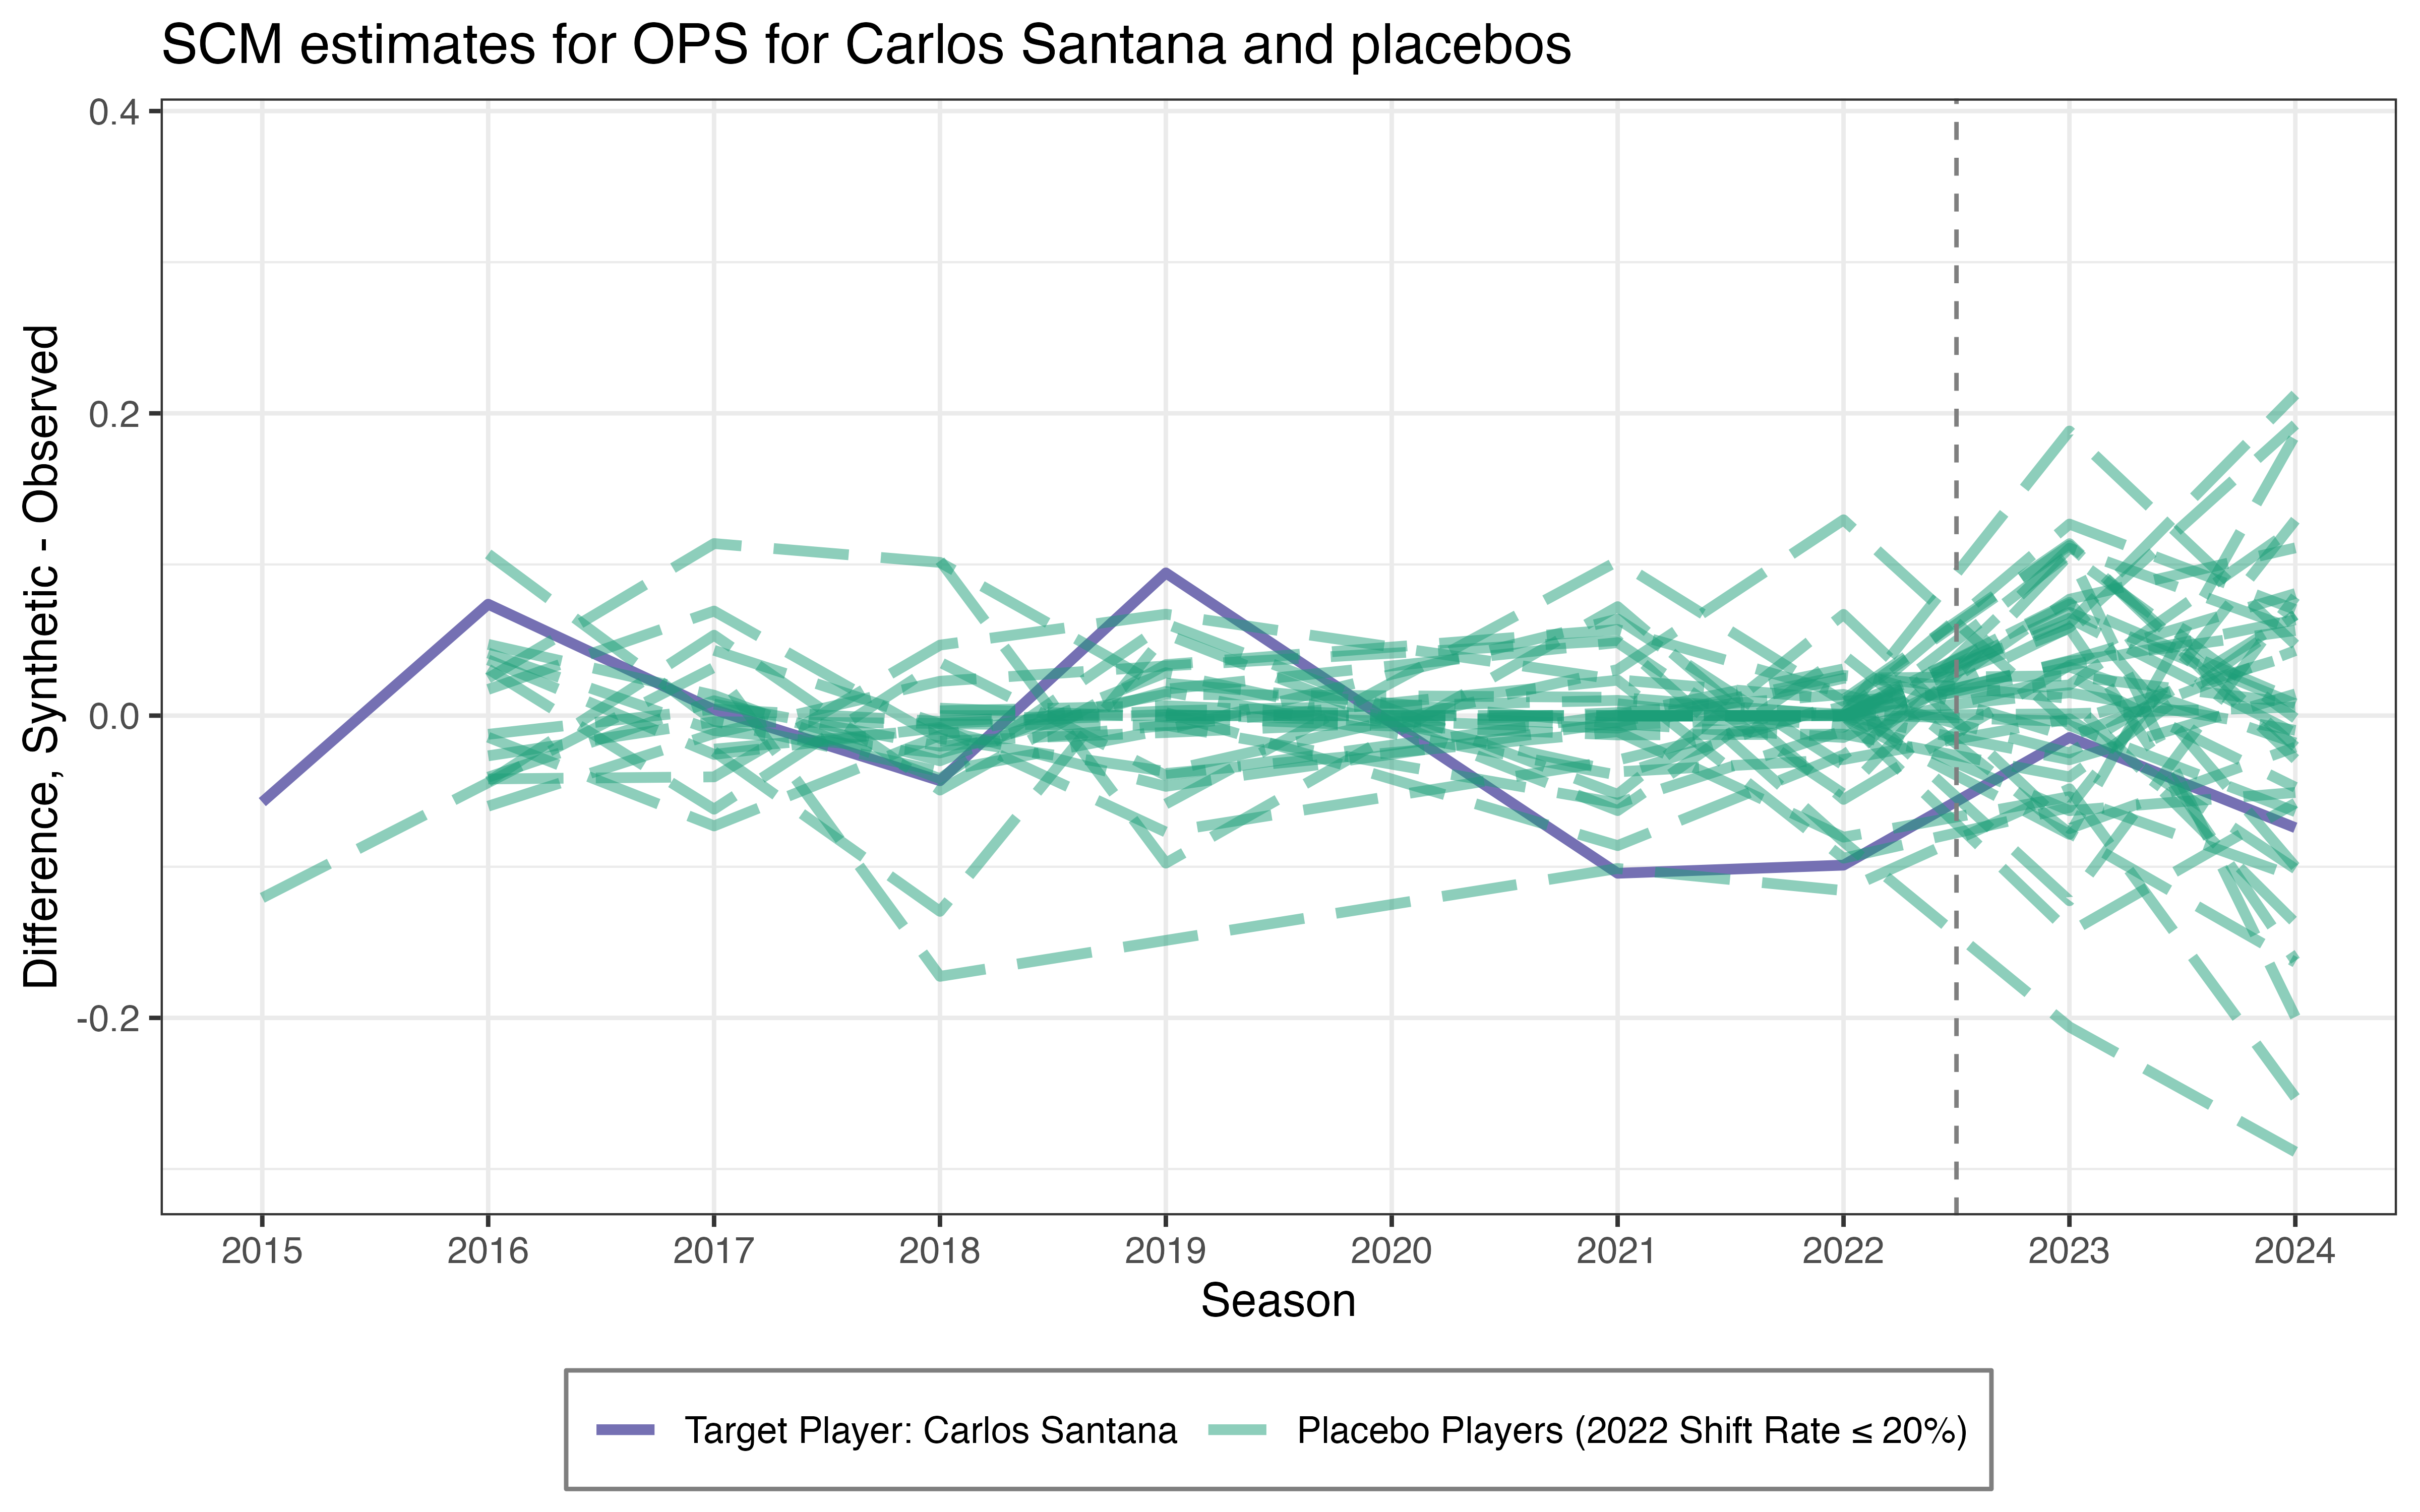 SCM estimates for OPS for Carlos Santana and placebos
Difference, Synthetic - Observed
0.4
0.2
0.0
-0.2
2015 2016 2017 2018 2019 2020 2021 2022 2023 2024
Season
Target Player: Carlos Santana Placebo Players (2022 Shift Rate ≤ 20%)